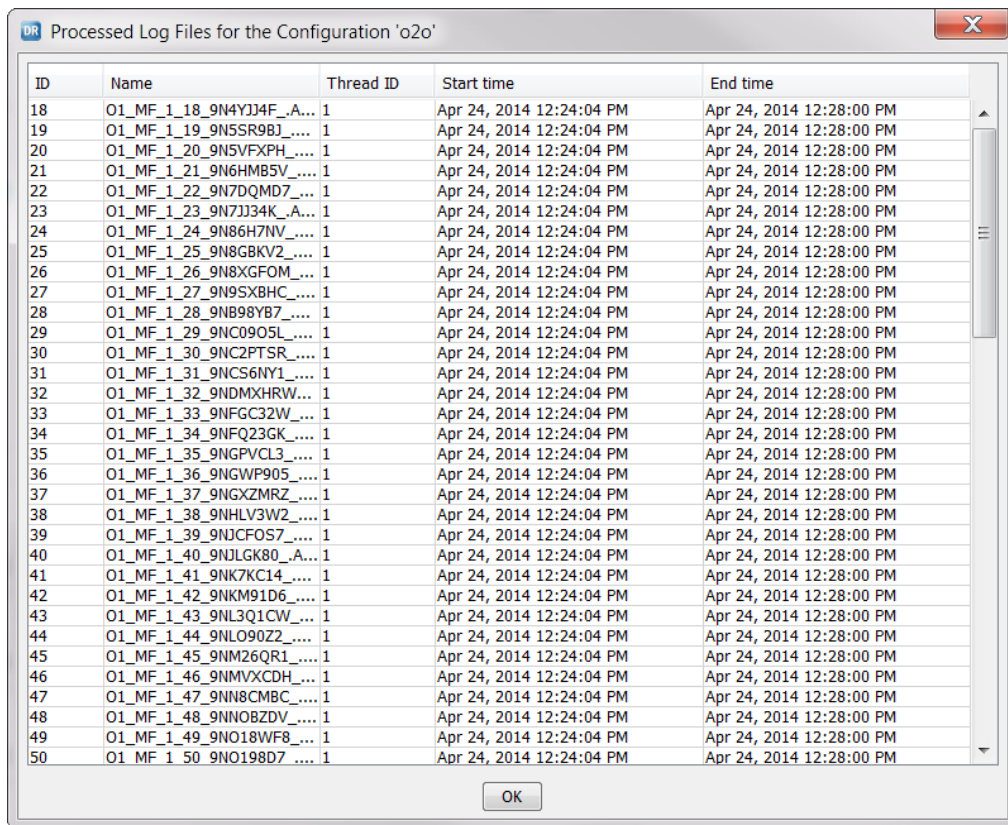 DR Processed Log Files for the Configuration 'o2o'
ID Name Thread ID Start time End time
18 O1_MF_1_18_9N4YJJ4F_.A... 1 Apr 24, 2014 12:24:04 PM Apr 24, 2014 12:28:00 PM
19 O1_MF_1_19_9N5SR9BJ_.... 1 Apr 24, 2014 12:24:04 PM Apr 24, 2014 12:28:00 PM
20 O1_MF_1_20_9N5VFXPH_.... 1 Apr 24, 2014 12:24:04 PM Apr 24, 2014 12:28:00 PM
21 O1_MF_1_21_9N6HMB5V_.... 1 Apr 24, 2014 12:24:04 PM Apr 24, 2014 12:28:00 PM
22 O1_MF_1_22_9N7DQMD7_... 1 Apr 24, 2014 12:24:04 PM Apr 24, 2014 12:28:00 PM
23 O1_MF_1_23_9N7JJ34K_.A... 1 Apr 24, 2014 12:24:04 PM Apr 24, 2014 12:28:00 PM
24 O1_MF_1_24_9N86H7NV_.... 1 Apr 24, 2014 12:24:04 PM Apr 24, 2014 12:28:00 PM
25 O1_MF_1_25_9N8GBKV2_.... 1 Apr 24, 2014 12:24:04 PM Apr 24, 2014 12:28:00 PM
26 O1_MF_1_26_9N8XGFOM_... 1 Apr 24, 2014 12:24:04 PM Apr 24, 2014 12:28:00 PM
27 O1_MF_1_27_9N9SXBHC_.... 1 Apr 24, 2014 12:24:04 PM Apr 24, 2014 12:28:00 PM
28 O1_MF_1_28_9NB98YB7_.... 1 Apr 24, 2014 12:24:04 PM Apr 24, 2014 12:28:00 PM
29 O1_MF_1_29_9NC09O5L_.... 1 Apr 24, 2014 12:24:04 PM Apr 24, 2014 12:28:00 PM
30 O1_MF_1_30_9NC2PTSR_.... 1 Apr 24, 2014 12:24:04 PM Apr 24, 2014 12:28:00 PM
31 O1_MF_1_31_9NCS6NY1_.... 1 Apr 24, 2014 12:24:04 PM Apr 24, 2014 12:28:00 PM
32 O1_MF_1_32_9NDMXHRW... 1 Apr 24, 2014 12:24:04 PM Apr 24, 2014 12:28:00 PM
33 O1_MF_1_33_9NFGC32W_... 1 Apr 24, 2014 12:24:04 PM Apr 24, 2014 12:28:00 PM
34 O1_MF_1_34_9NFQ23GK_.... 1 Apr 24, 2014 12:24:04 PM Apr 24, 2014 12:28:00 PM
35 O1_MF_1_35_9NGPVCL3_.... 1 Apr 24, 2014 12:24:04 PM Apr 24, 2014 12:28:00 PM
36 O1_MF_1_36_9NGWP905_.... 1 Apr 24, 2014 12:24:04 PM Apr 24, 2014 12:28:00 PM
37 O1_MF_1_37_9NGXZMRZ_.... 1 Apr 24, 2014 12:24:04 PM Apr 24, 2014 12:28:00 PM
38 O1_MF_1_38_9NHLV3W2_.... 1 Apr 24, 2014 12:24:04 PM Apr 24, 2014 12:28:00 PM
39 O1_MF_1_39_9NJCFOS7_.... 1 Apr 24, 2014 12:24:04 PM Apr 24, 2014 12:28:00 PM
40 O1_MF_1_40_9NJLGK80_.A... 1 Apr 24, 2014 12:24:04 PM Apr 24, 2014 12:28:00 PM
41 O1_MF_1_41_9NK7KC14_.... 1 Apr 24, 2014 12:24:04 PM Apr 24, 2014 12:28:00 PM
42 O1_MF_1_42_9NKM91D6_.... 1 Apr 24, 2014 12:24:04 PM Apr 24, 2014 12:28:00 PM
43 O1_MF_1_43_9NL3Q1CW_... 1 Apr 24, 2014 12:24:04 PM Apr 24, 2014 12:28:00 PM
44 O1_MF_1_44_9NLO90Z2_.... 1 Apr 24, 2014 12:24:04 PM Apr 24, 2014 12:28:00 PM
45 O1_MF_1_45_9NM26QR1_.... 1 Apr 24, 2014 12:24:04 PM Apr 24, 2014 12:28:00 PM
46 O1_MF_1_46_9NMVXCDH_... 1 Apr 24, 2014 12:24:04 PM Apr 24, 2014 12:28:00 PM
47 O1_MF_1_47_9NN8CMBC_.... 1 Apr 24, 2014 12:24:04 PM Apr 24, 2014 12:28:00 PM
48 O1_MF_1_48_9NNOBZDV_.... 1 Apr 24, 2014 12:24:04 PM Apr 24, 2014 12:28:00 PM
49 O1_MF_1_49_9NO18WF8_... 1 Apr 24, 2014 12:24:04 PM Apr 24, 2014 12:28:00 PM
50 O1_MF_1_50_9NO198D7_.... 1 Apr 24, 2014 12:24:04 PM Apr 24, 2014 12:28:00 PM
OK